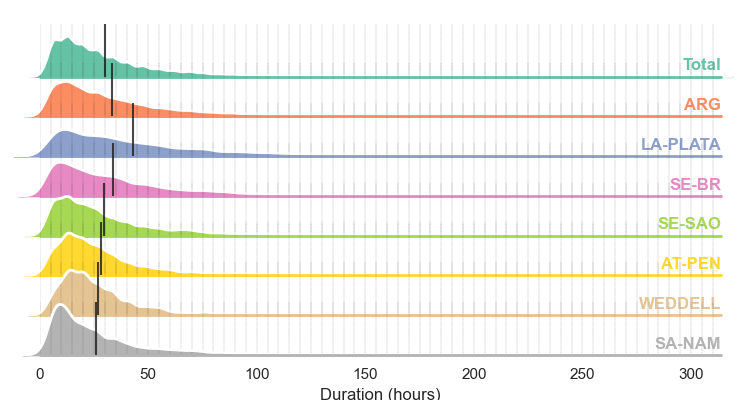 Total
ARG
LA-PLATA
SE-BR
SE-SAO
AT-PEN
WEDDELL
SA-NAM
0 50 100 150 200 250 300
Duration (hours)